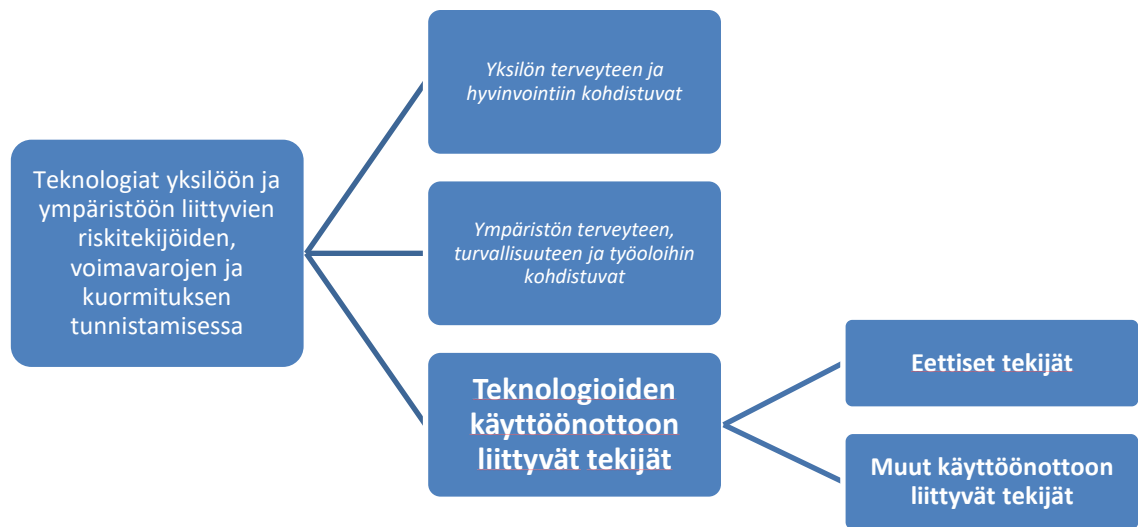 Teknologiat yksilöön ja
ympäristöön liittyvien
riskitekijöiden,
voimavarojen ja
kuormituksen
tunnistamisessa
Yksilön terveyteen ja
hyvinvointiin kohdistuvat
Ympäristön terveyteen,
turvallisuuteen ja työoloihin
kohdistuvat
Teknologioiden
käyttöönottoon
liittyvät tekijät
Eettiset tekijät
Muut käyttöönottoon
liittyvät tekijät